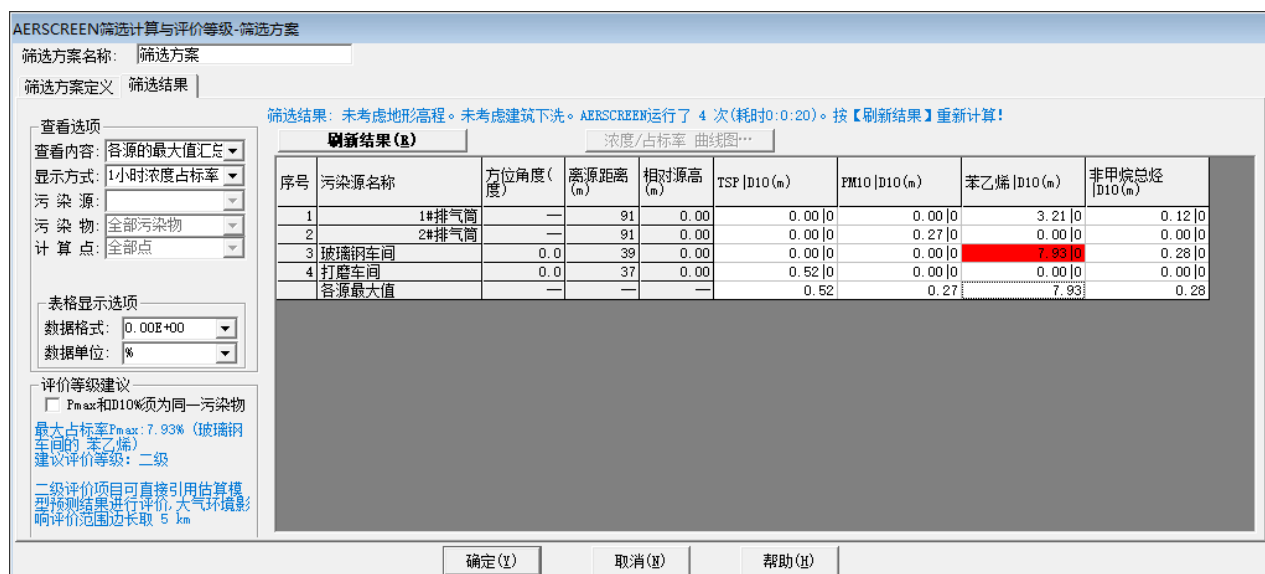 AERSCREEN筛选计算与评价等级-筛选方案
筛选方案名称: 筛选方案
筛选方案定义 筛选结果
筛选结果: 未考虑地形高程。未考虑建筑下洗。AERSCREEN运行了 4 次(耗时0:0:20)。按【刷新结果】重新计算!
刷新结果(R) 浓度/占标率 曲线图…
查看选项
查看内容: 各源的最大值汇总
显示方式: 1小时浓度占标率
污 染 源:
污 染 物: 全部污染物
计 算 点: 全部点
表格显示选项
数据格式: 0.00E+00
数据单位: %
评价等级建议
Pmax和D10%须为同一污染物
最大占标率Pmax:7.93% (玻璃钢
车间的 苯乙烯)
建议评价等级: 二级
二级评价项目可直接引用估算模
型预测结果进行评价,大气环境影
响评价范围边长取 5 km
序号 污染源名称 方位角度(度) 离源距离(m) 相对源高(m) TSP|D10(m) PM10|D10(m) 苯乙烯|D10(m) 非甲烷总烃|D10(m)
1 1#排气筒 — 91 0.00 0.00|0 0.00|0 3.21|0 0.12|0
2 2#排气筒 — 91 0.00 0.00|0 0.27|0 0.00|0 0.00|0
3 玻璃钢车间 0.0 39 0.00 0.00|0 0.00|0 7.93|0 0.28|0
4 打磨车间 0.0 37 0.00 0.52|0 0.00|0 0.00|0 0.00|0
各源最大值 — — — 0.52 0.27 7.93 0.28
确定(Y) 取消(N) 帮助(H)